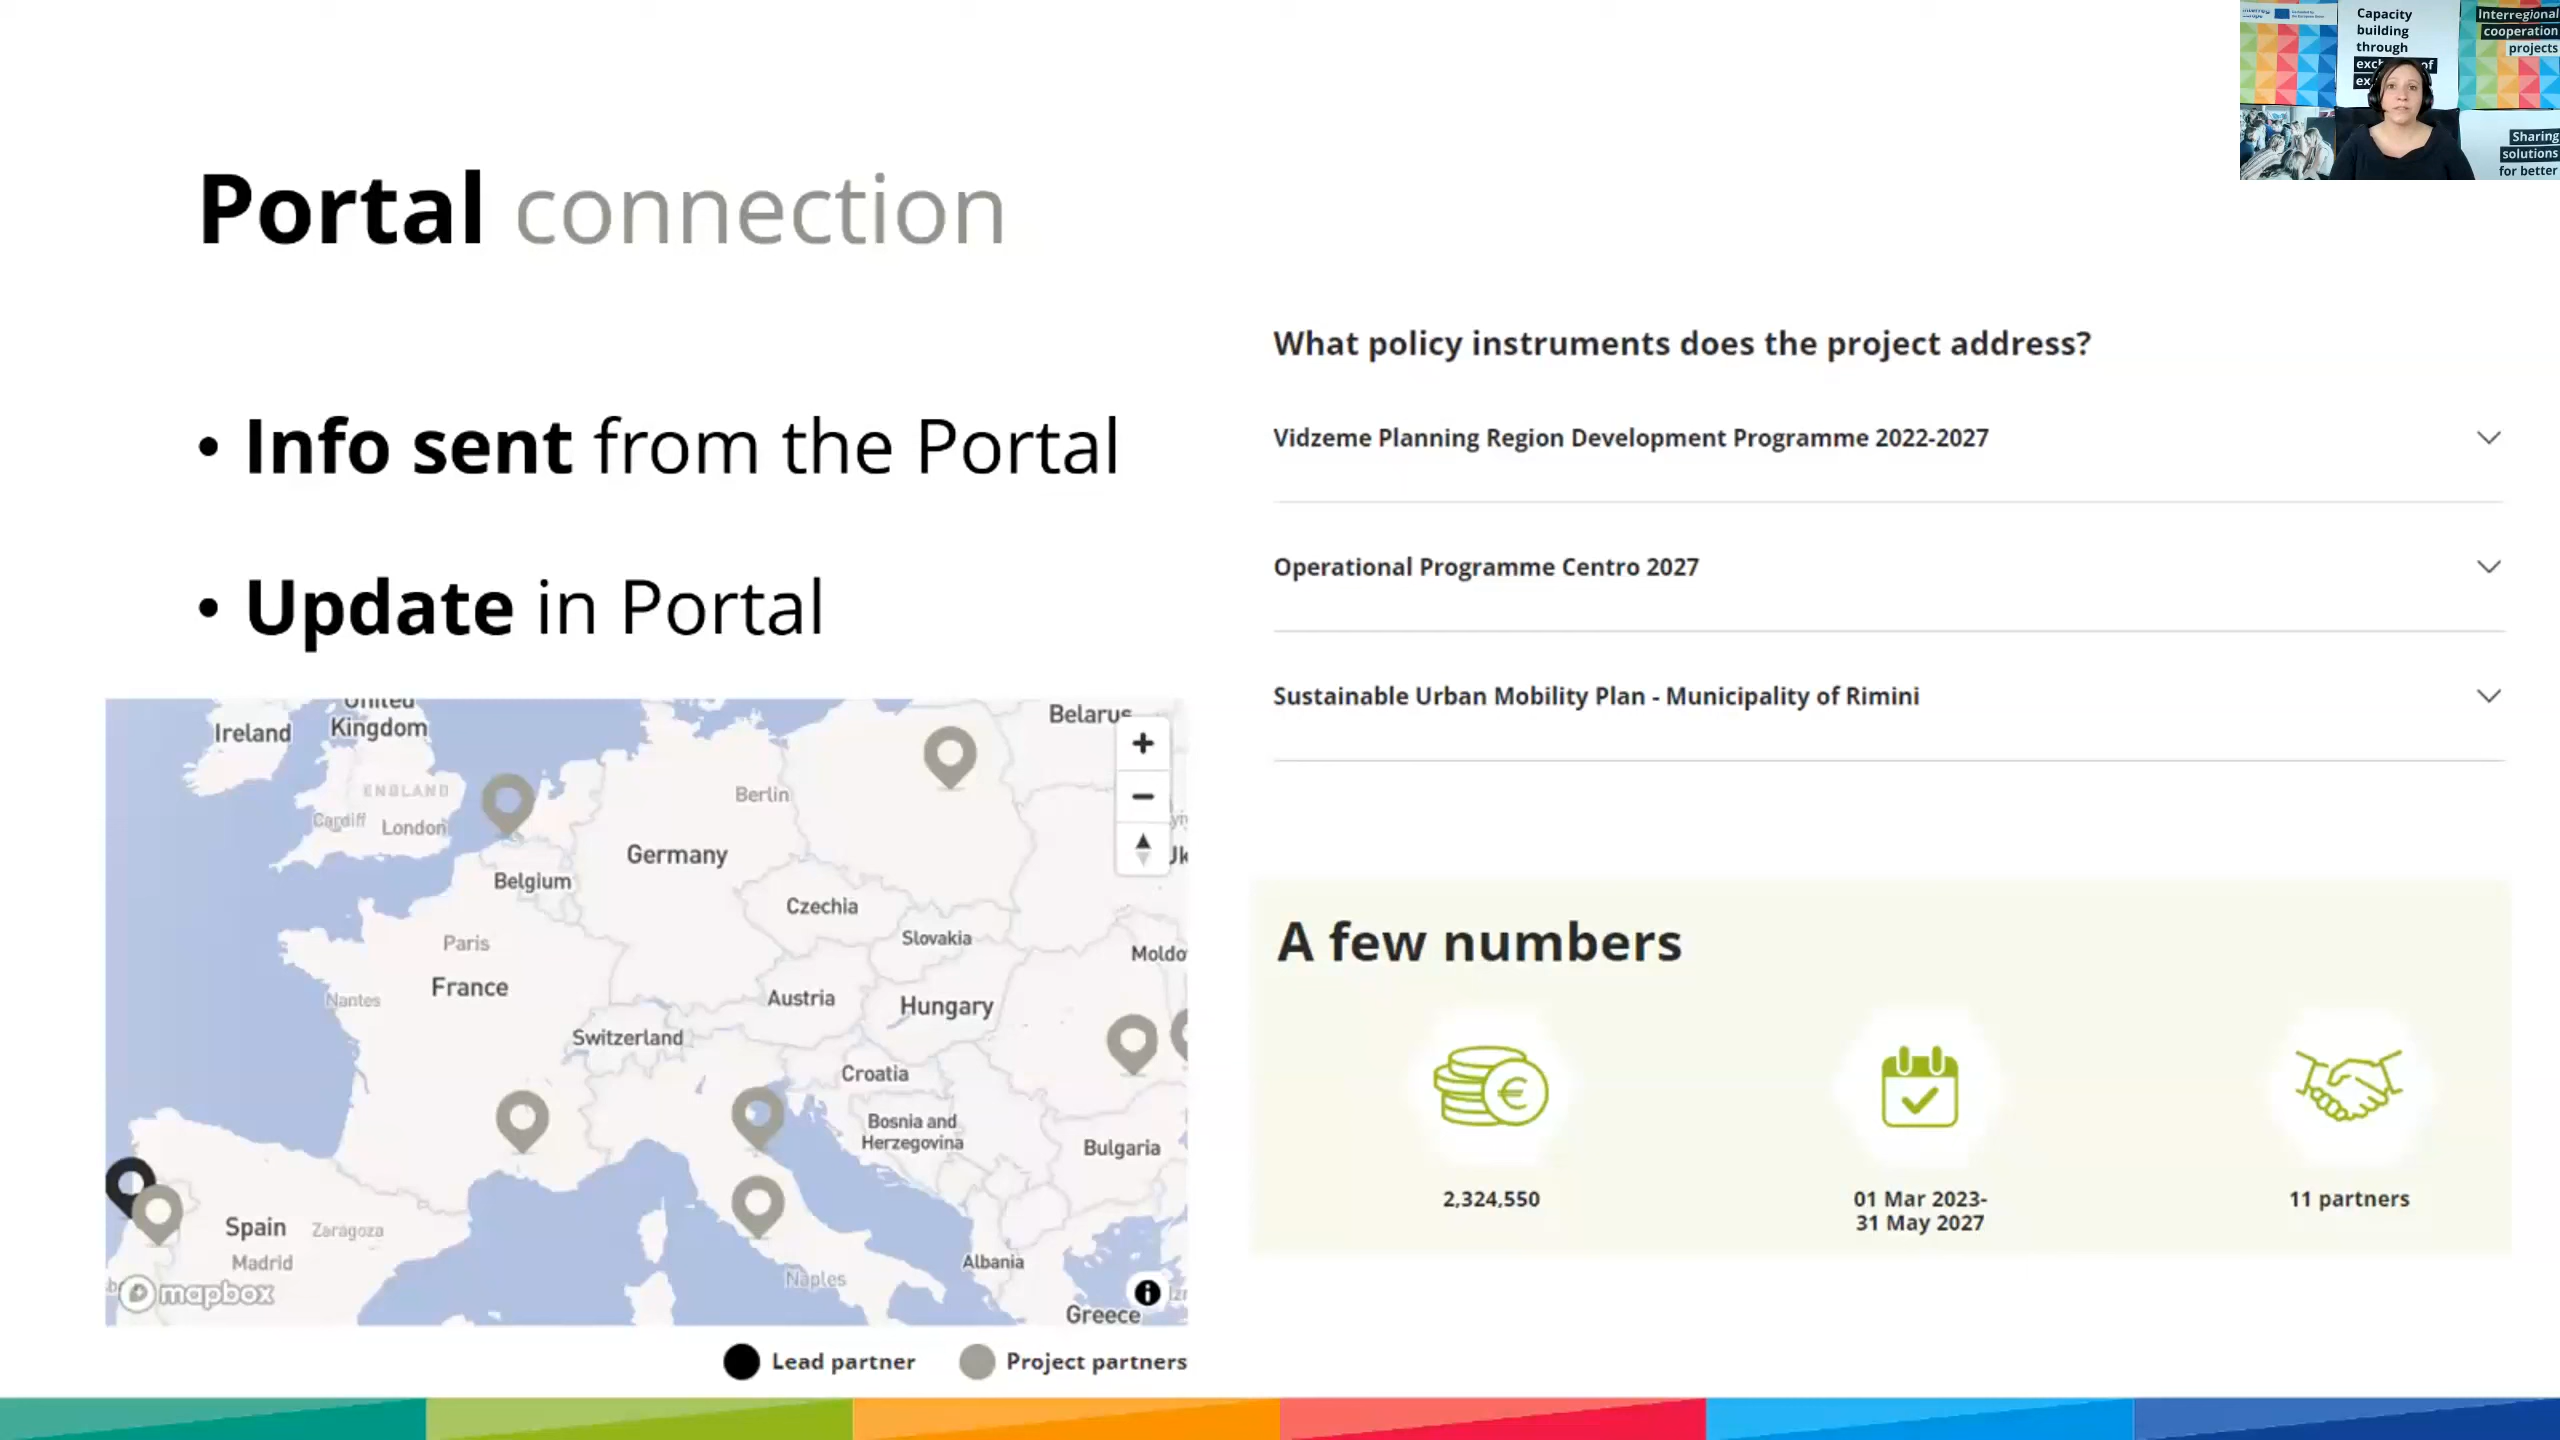 Capacity
building
through
Interregional
cooperation
projects
Sharing
solutions
for better
Portal connection
• Info sent from the Portal
• Update in Portal
What policy instruments does the project address?
Vidzeme Planning Region Development Programme 2022-2027
Operational Programme Centro 2027
Sustainable Urban Mobility Plan - Municipality of Rimini
United
Kingdom
Ireland
Belarus
ENGLAND
Berlin
Cardiff
London
Germany
Belgium
Czechia
Slovakia
Paris
France
Nantes
Austria
Hungary
Switzerland
Croatia
Bosnia and
Herzegovina
Bulgaria
Spain
Zaragoza
Madrid
Albania
Naples
mapbox
Greece
Lead partner
Project partners
A few numbers
2,324,550
01 Mar 2023-
31 May 2027
11 partners